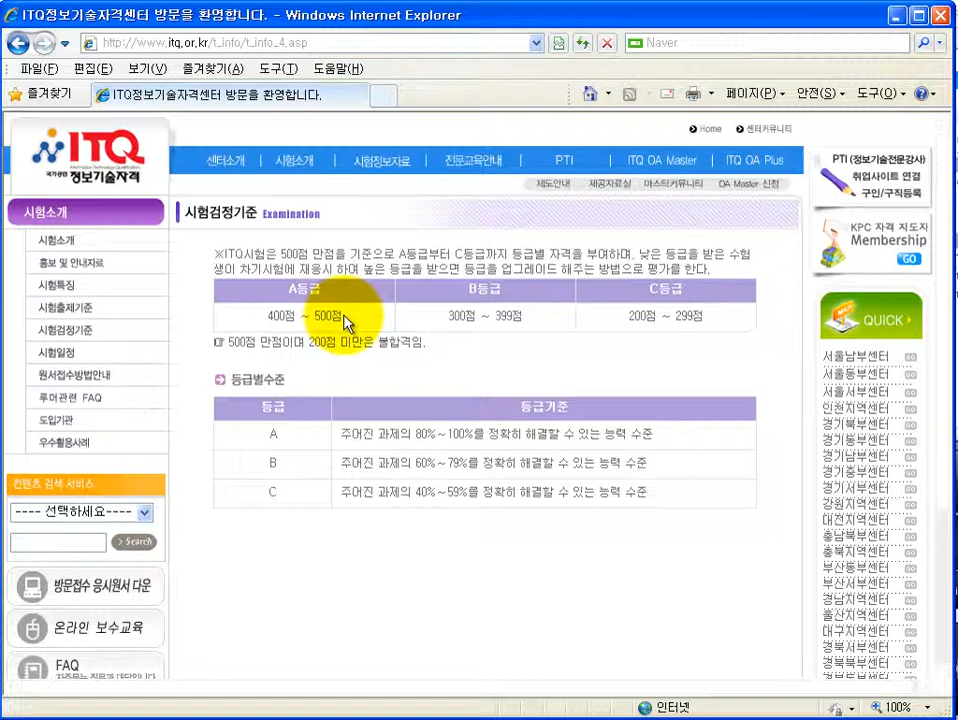 ITQ정보기술자격센터 방문을 환영합니다. - Windows Internet Explorer
http://www.itq.or.kr/t_info/t_info_4.asp
Naver
파일(F) 편집(E) 보기(V) 즐겨찾기(A) 도구(T) 도움말(H)
즐겨찾기
ITQ정보기술자격센터 방문을 환영합니다.
페이지(P) 안전(S) 도구(O)
Home 센터커뮤니티
ITQ
국가공인 정보기술자격
센터소개 시험소개 시험정보자료 전문교육안내 PTI ITQ OA Master ITQ OA Plus
제도안내 제공자료실 마스터커뮤니티 OA Master 신청
시험소개
시험소개
홍보 및 안내자료
시험특징
시험출제기준
시험검정기준
시험일정
원서접수방법안내
루머관련 FAQ
도입기관
우수활용사례
컨텐츠 검색 서비스
---- 선택하세요----
Search
방문접수 응시원서 다운
온라인 보수교육
FAQ
시험검정기준 Examination
※ITQ시험은 500점 만점을 기준으로 A등급부터 C등급까지 등급별 자격을 부여하며, 낮은 등급을 받은 수험
생이 차기시험에 재응시 하여 높은 등급을 받으면 등급을 업그레이드 해주는 방법으로 평가를 한다.
A등급 B등급 C등급
400점 ~ 500점 300점 ~ 399점 200점 ~ 299점
☞ 500점 만점이며 200점 미만은 불합격임.
등급별수준
등급 등급기준
A 주어진 과제의 80%~100%를 정확히 해결할 수 있는 능력 수준
B 주어진 과제의 60%~79%를 정확히 해결할 수 있는 능력 수준
C 주어진 과제의 40%~59%를 정확히 해결할 수 있는 능력 수준
PTI (정보기술전문강사)
취업사이트 연결
구인/구직등록
KPC 자격 지도자
Membership
GO
QUICK
서울남부센터 GO
서울동부센터 GO
서울서부센터 GO
인천지역센터 GO
경기북부센터 GO
경기동부센터 GO
경기남부센터 GO
경기중부센터 GO
경기서부센터 GO
강원지역센터 GO
대전지역센터 GO
충남북부센터 GO
충북지역센터 GO
부산동부센터 GO
부산서부센터 GO
경남지역센터 GO
울산지역센터 GO
대구지역센터 GO
경북서부센터 GO
경북북부센터 GO
인터넷
100%